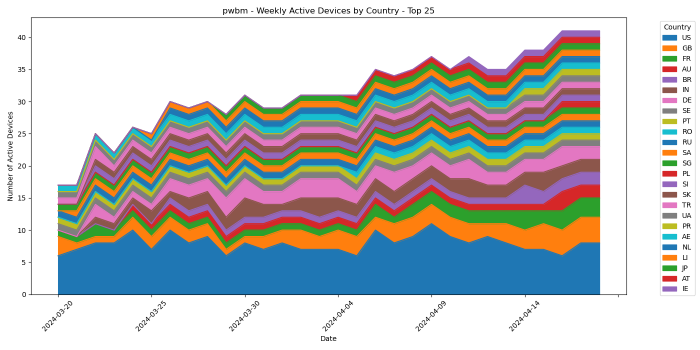 pwbm - Weekly Active Devices by Country - Top 25
Country
US
GB
FR
AU
BR
IN
DE
SE
PT
RO
RU
SA
SG
PL
SI
SK
TR
UA
PR
AE
NL
LI
JP
AT
IE
Number of Active Devices
40
35
30
25
20
15
10
5
0
2024-03-20
2024-03-25
2024-03-30
2024-04-04
2024-04-09
2024-04-14
Date